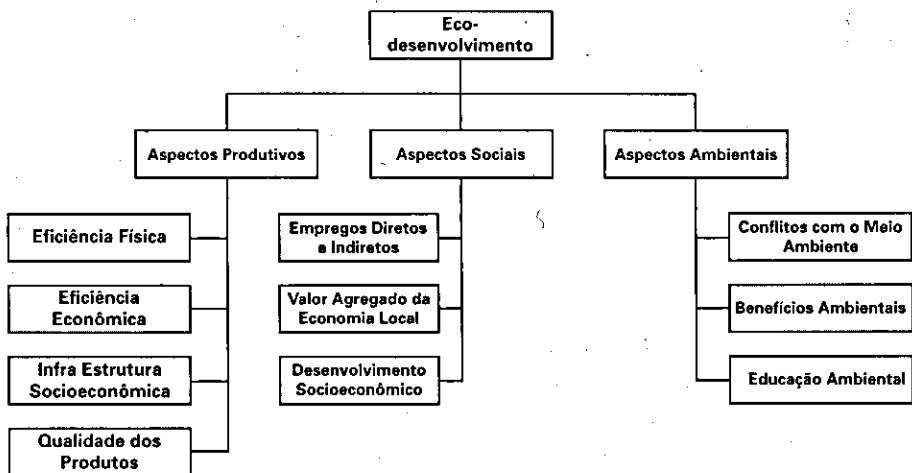 Eco-
desenvolvimento
Aspectos Produtivos
Aspectos Sociais
Aspectos Ambientais
Eficiência Física
Eficiência
Econômica
Infra Estrutura
Socioeconômica
Qualidade dos
Produtos
Empregos Diretos
e Indiretos
Valor Agregado da
Economia Local
Desenvolvimento
Socioeconômico
Conflitos com o Meio
Ambiente
Benefícios Ambientais
Educação Ambiental